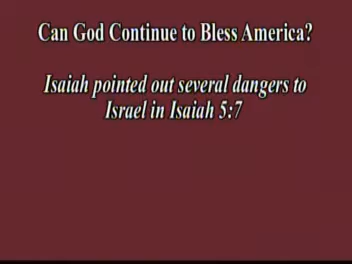 Can God Continue to Bless America?
Isaiah pointed out several dangers to
Israel in Isaiah 5:7